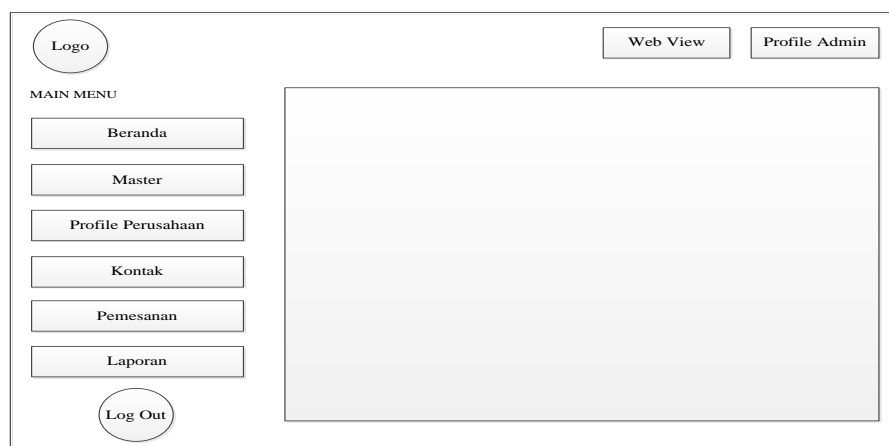 Logo
Web View
Profile Admin
MAIN MENU
Beranda
Master
Profile Perusahaan
Kontak
Pemesanan
Laporan
Log Out